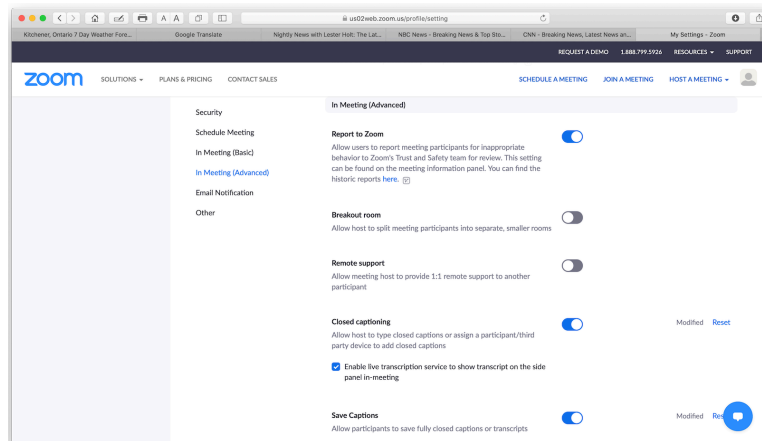 us02web.zoom.us/profile/setting
Kitchener, Ontario 7 Day Weather Fore...
Google Translate
Nightly News with Lester Holt: The Lat...
NBC News - Breaking News & Top Sto...
CNN - Breaking News, Latest News an...
My Settings - Zoom
REQUEST A DEMO 1.888.799.5926 RESOURCES SUPPORT
zoom SOLUTIONS PLANS & PRICING CONTACT SALES SCHEDULE A MEETING JOIN A MEETING HOST A MEETING
Security
Schedule Meeting
In Meeting (Basic)
In Meeting (Advanced)
Email Notification
Other
In Meeting (Advanced)
Report to Zoom
Allow users to report meeting participants for inappropriate
behavior to Zoom's Trust and Safety team for review. This setting
can be found on the meeting information panel. You can find the
historic reports here.
Breakout room
Allow host to split meeting participants into separate, smaller rooms
Remote support
Allow meeting host to provide 1:1 remote support to another
participant
Closed captioning
Modified Reset
Allow host to type closed captions or assign a participant/third
party device to add closed captions
Enable live transcription service to show transcript on the side
panel in-meeting
Save Captions
Modified
Allow participants to save fully closed captions or transcripts